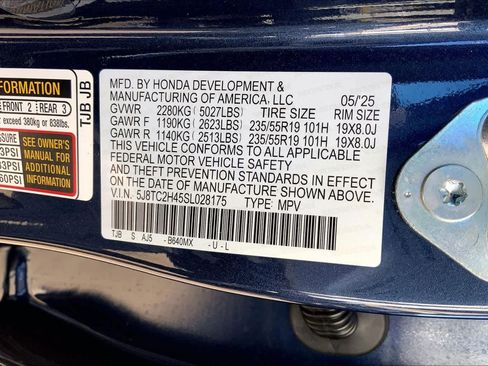 FORMATION
FRONT 2 REAR 3
exceed 380kg or 838lbs.
SSURE
3PSI
3PSI
60PSI
SEE OWNER'S
MANUAL FOR
ADDITIONAL
INFORMATION
TJB JB
MFD. BY HONDA DEVELOPMENT &
MANUFACTURING OF AMERICA, LLC 05/'25
GVWR 2280KG ( 5027LBS) TIRE SIZE RIM SIZE
GAWR F 1190KG ( 2623LBS) 235/55R19 101H 19X8.0J
GAWR R 1140KG ( 2513LBS) 235/55R19 101H 19X8.0J
THIS VEHICLE CONFORMS TO ALL APPLICABLE
FEDERAL MOTOR VEHICLE SAFETY
AND THEFT PREVENTION STANDARDS IN EFFECT
ON THE DATE OF MANUFACTURE SHOWN ABOVE.
V.I.N. 5J8TC2H45SL028175 TYPE: MPV
TJB S AJ5 - B640MX - U - L